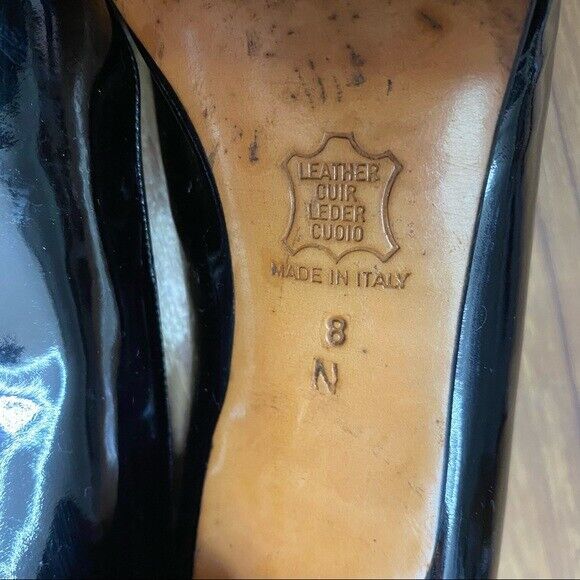 LEATHER
CUIR
LEDER
CUOIO
MADE IN ITALY
8
N